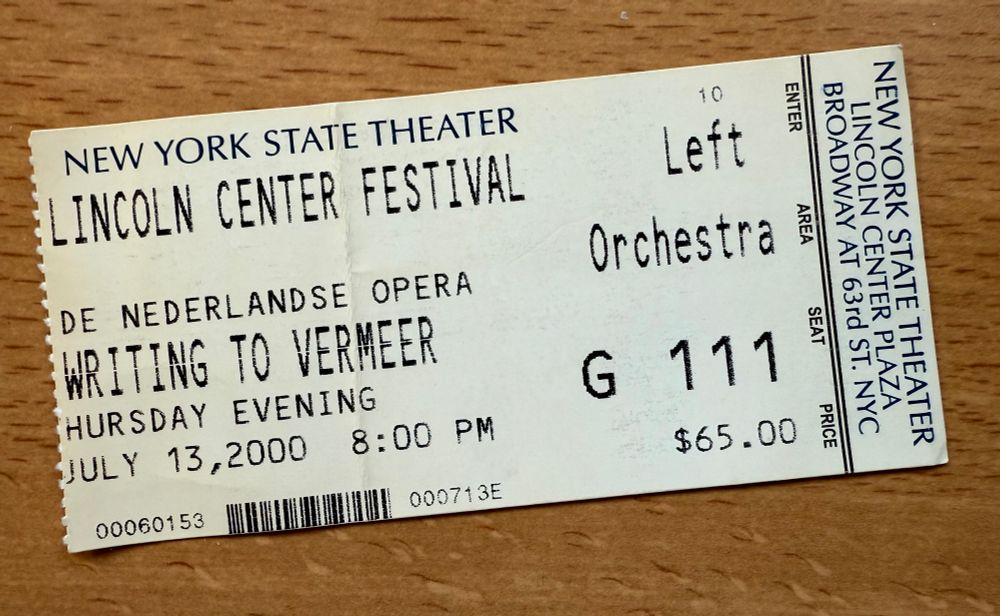 NEW YORK STATE THEATER
LINCOLN CENTER FESTIVAL
DE NEDERLANDSE OPERA
WRITING TO VERMEER
HURSDAY EVENING
JULY 13,2000 8:00 PM
00060153 000713E
10
Left
Orchestra
G 111
$65.00
ENTER
AREA
SEAT
PRICE
NEW YORK STATE THEATER
LINCOLN CENTER PLAZA
BROADWAY AT 63rd ST. NYC